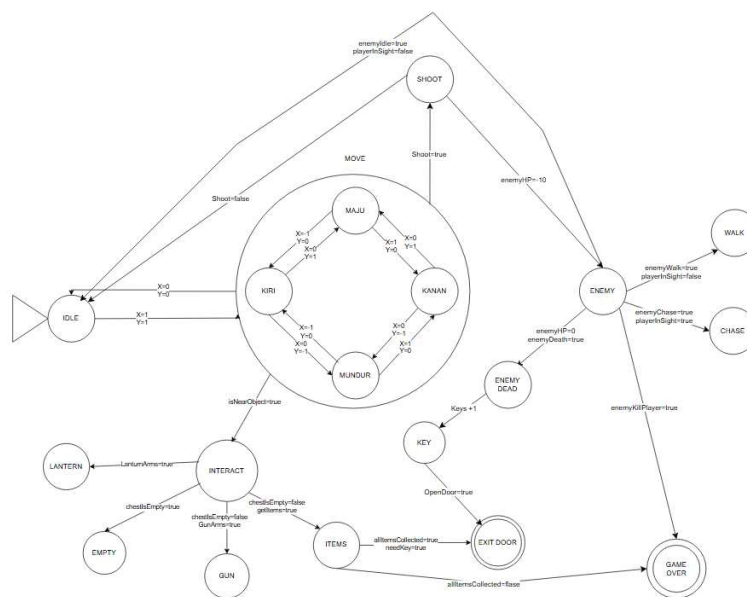 enemyIdle=true
playerInSight=false
SHOOT
MOVE
Shoot=true
enemyHP=-10
Shoot=false
MAJU
X=-1
Y=0
X=0
Y=1
X=1
Y=0
X=0
Y=1
WALK
enemyWalk=true
playerInSight=false
KIRI
KANAN
ENEMY
X=0
Y=0
IDLE
X=1
Y=1
enemyChase=true
playerInSight=true
CHASE
X=-1
Y=0
X=0
Y=-1
X=0
Y=-1
X=1
Y=0
enemyHP=0
enemyDeath=true
MUNDUR
ENEMY
DEAD
isNearObject=true
Keys +1
enemyKillPlayer=true
KEY
LANTERN
LanturnArms=true
INTERACT
chestIsEmpty=true
chestIsEmpty=false
GunArms=true
chestIsEmpty=false
getItems=true
OpenDoor=true
EMPTY
GUN
ITEMS
allItemsCollected=true
needKey=true
EXIT DOOR
GAME
OVER
allItemsCollected=flase